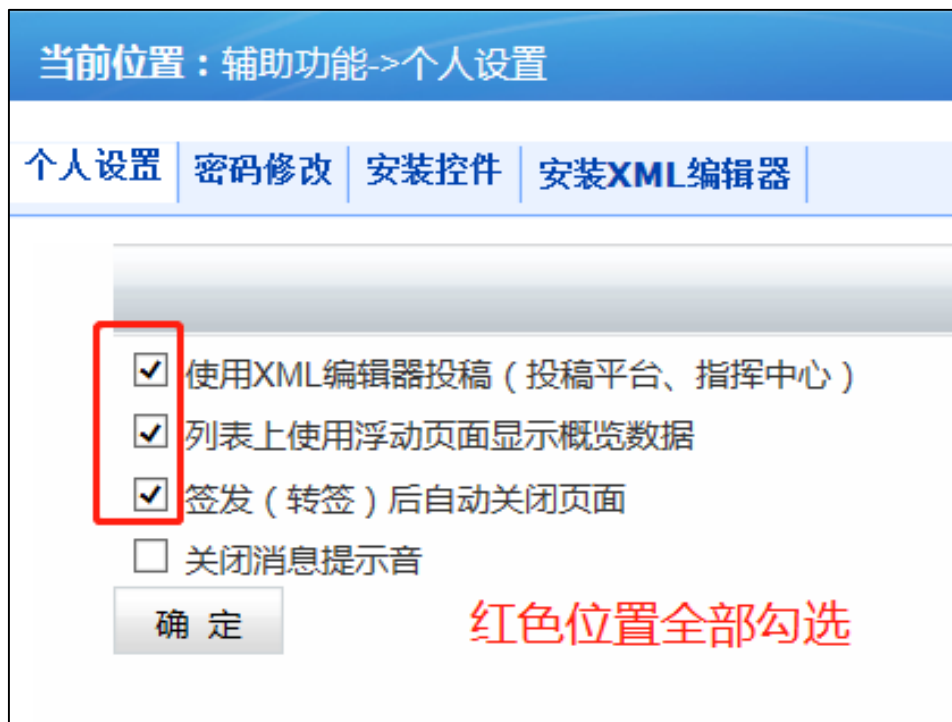 当前位置：辅助功能->个人设置
个人设置 密码修改 安装控件 安装XML编辑器
使用XML编辑器投稿（投稿平台、指挥中心）
列表上使用浮动页面显示概览数据
签发（转签）后自动关闭页面
关闭消息提示音
确 定 红色位置全部勾选